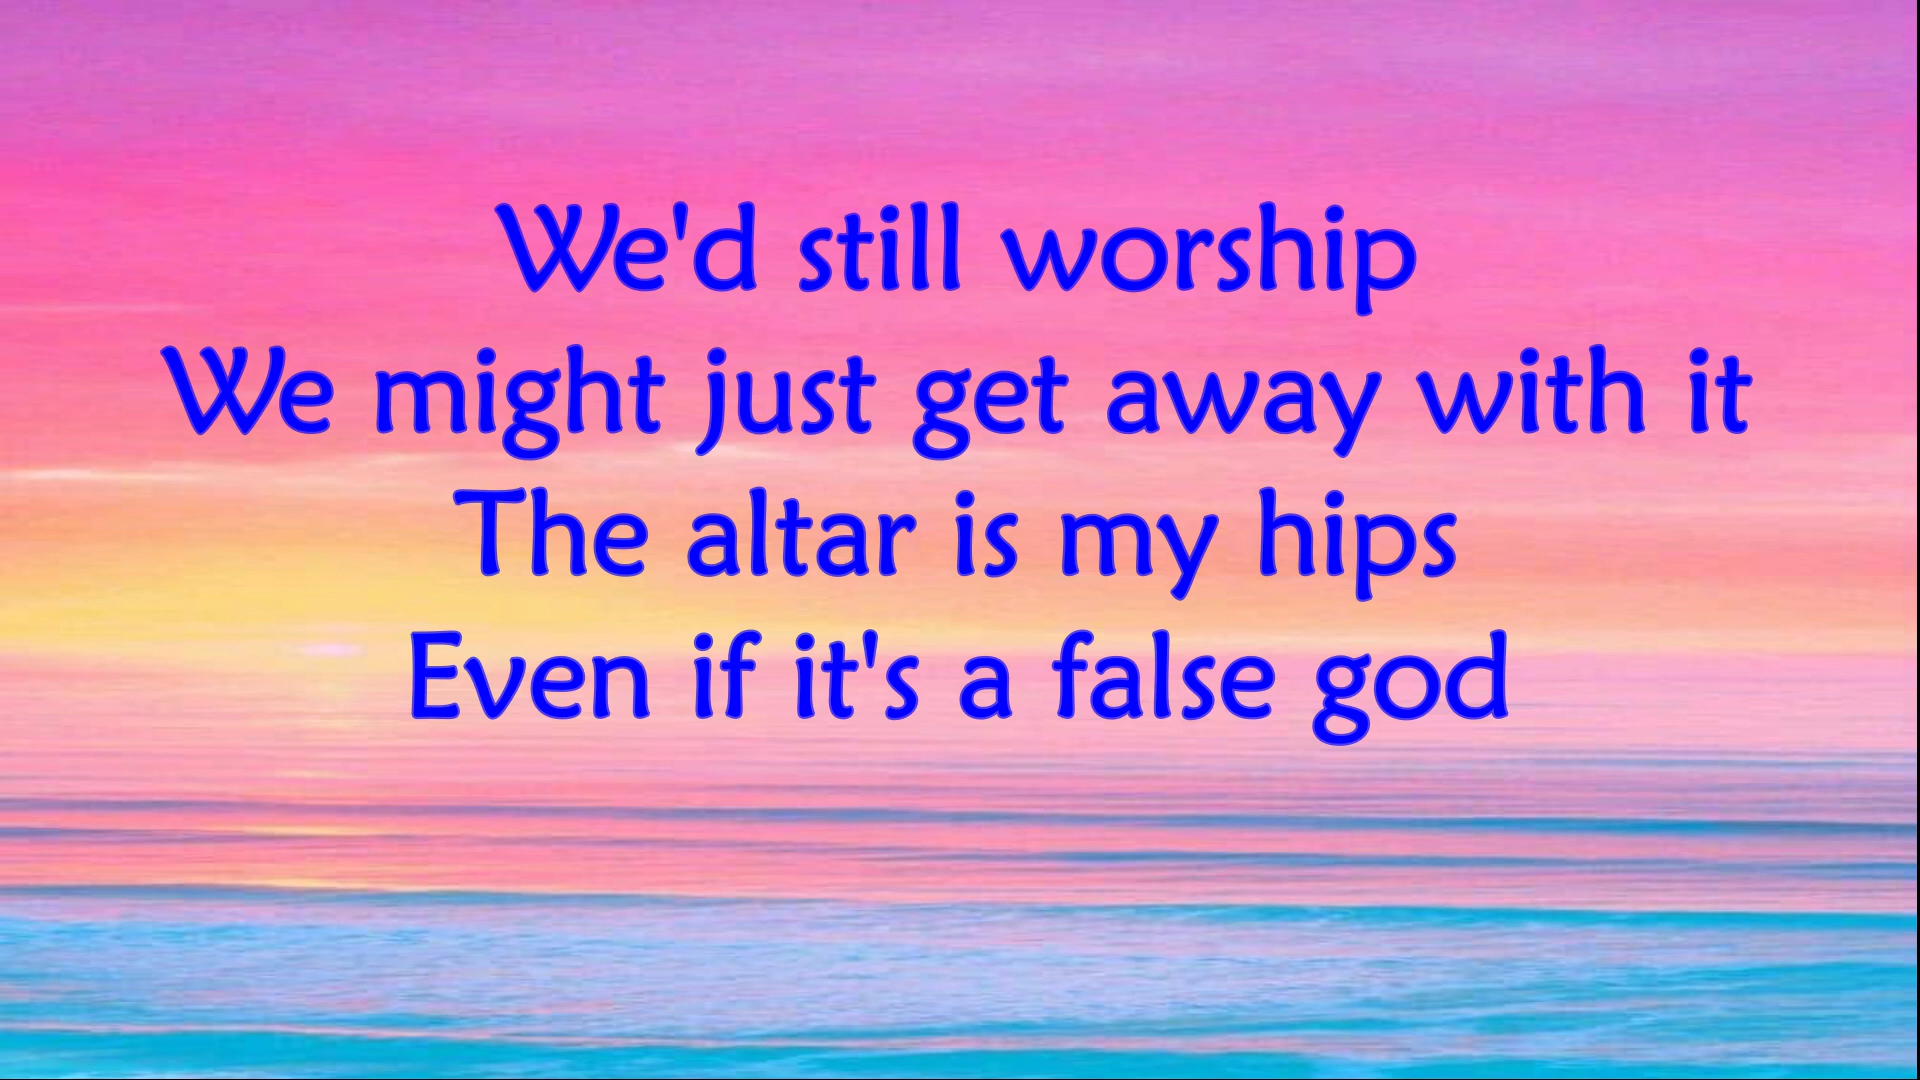 We'd still worship
We might just get away with it
The altar is my hips
Even if it's a false god